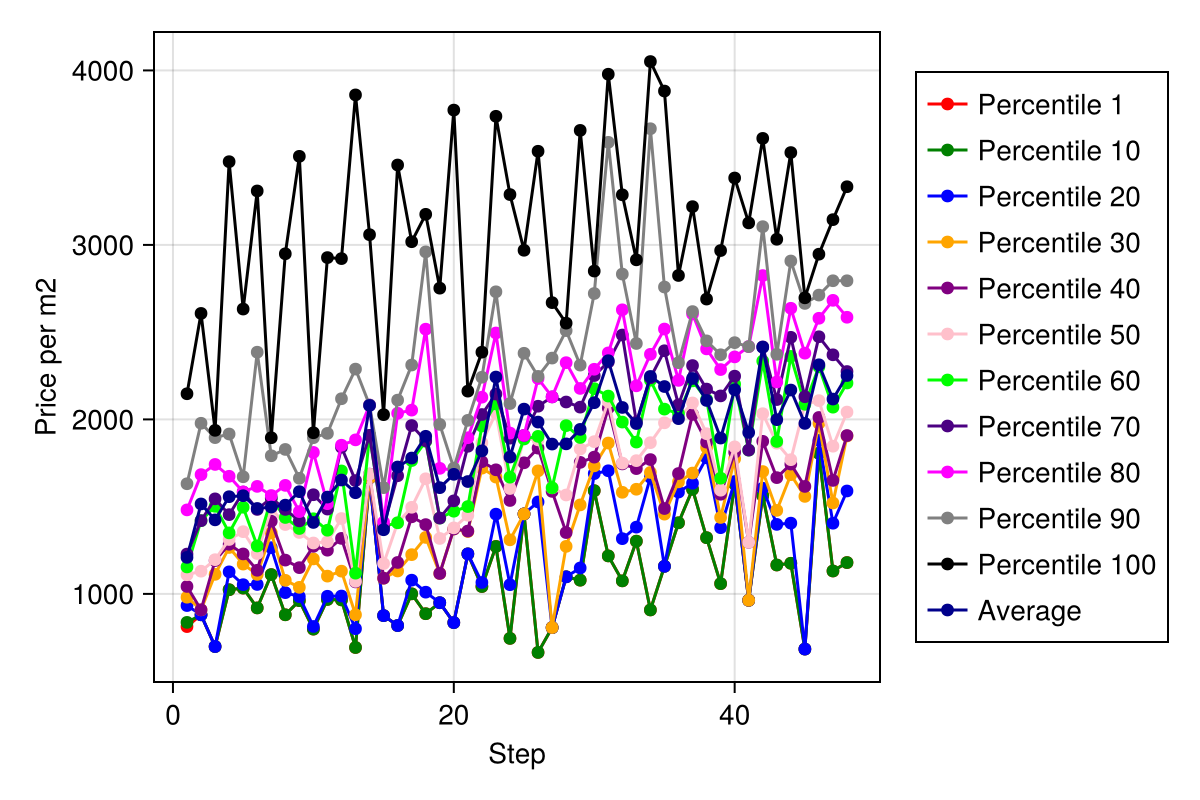 4000
3000
2000
1000
0
20
40
Price per m2
Step
Percentile 1
Percentile 10
Percentile 20
Percentile 30
Percentile 40
Percentile 50
Percentile 60
Percentile 70
Percentile 80
Percentile 90
Percentile 100
Average